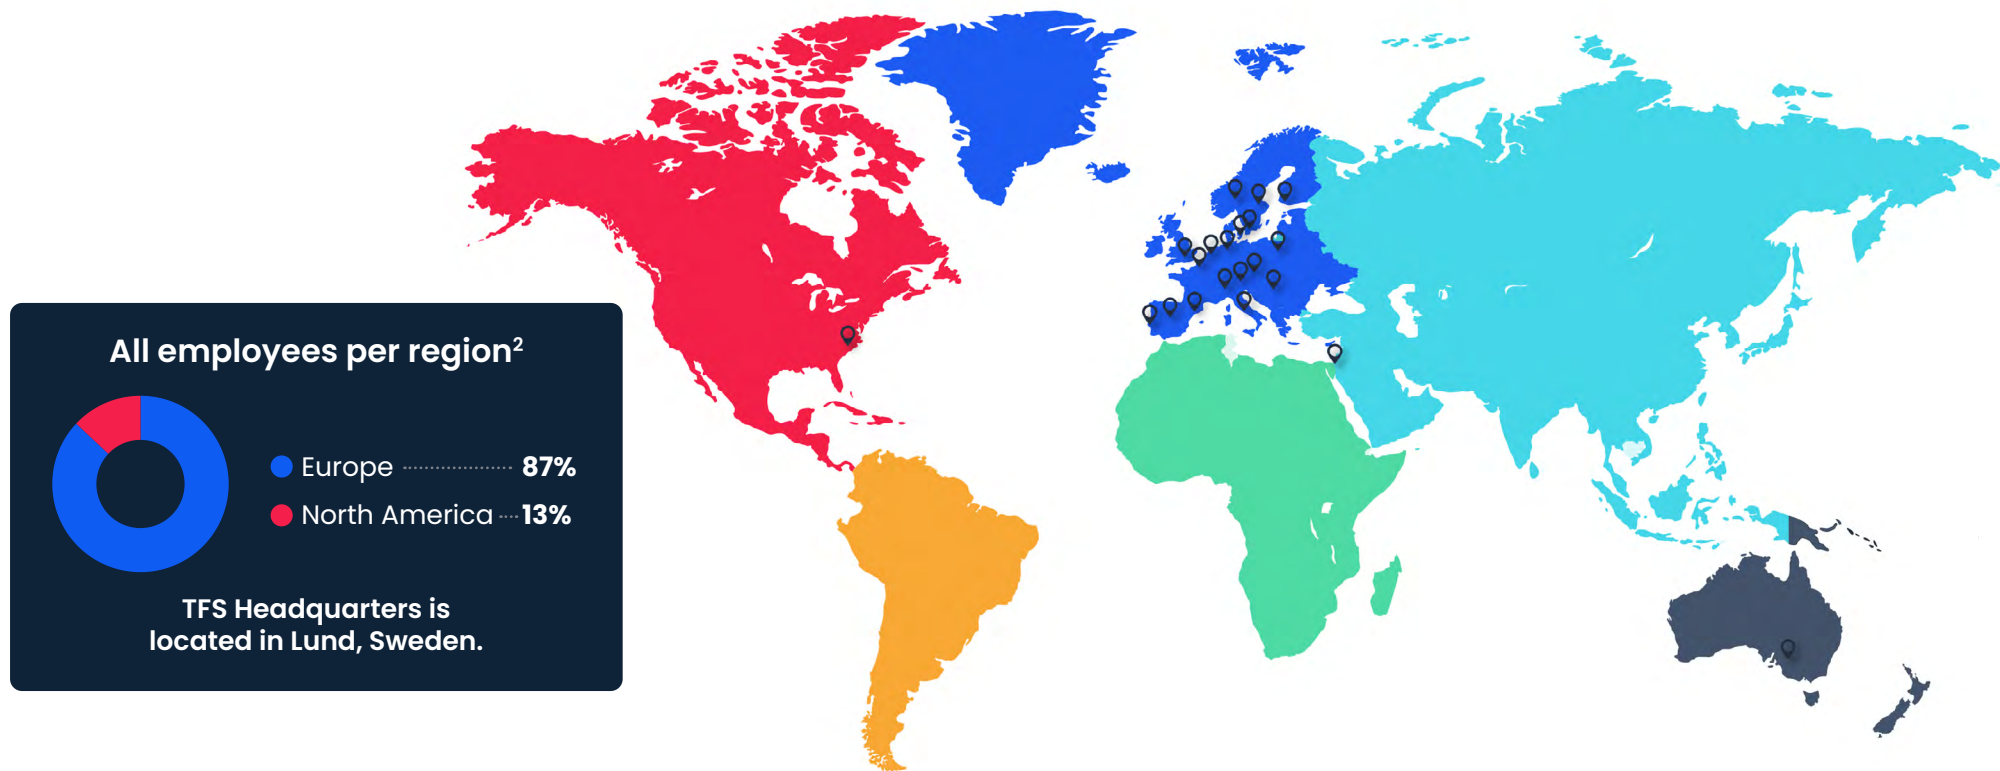 All employees per region²
Europe 87%
North America 13%
TFS Headquarters is
located in Lund, Sweden.